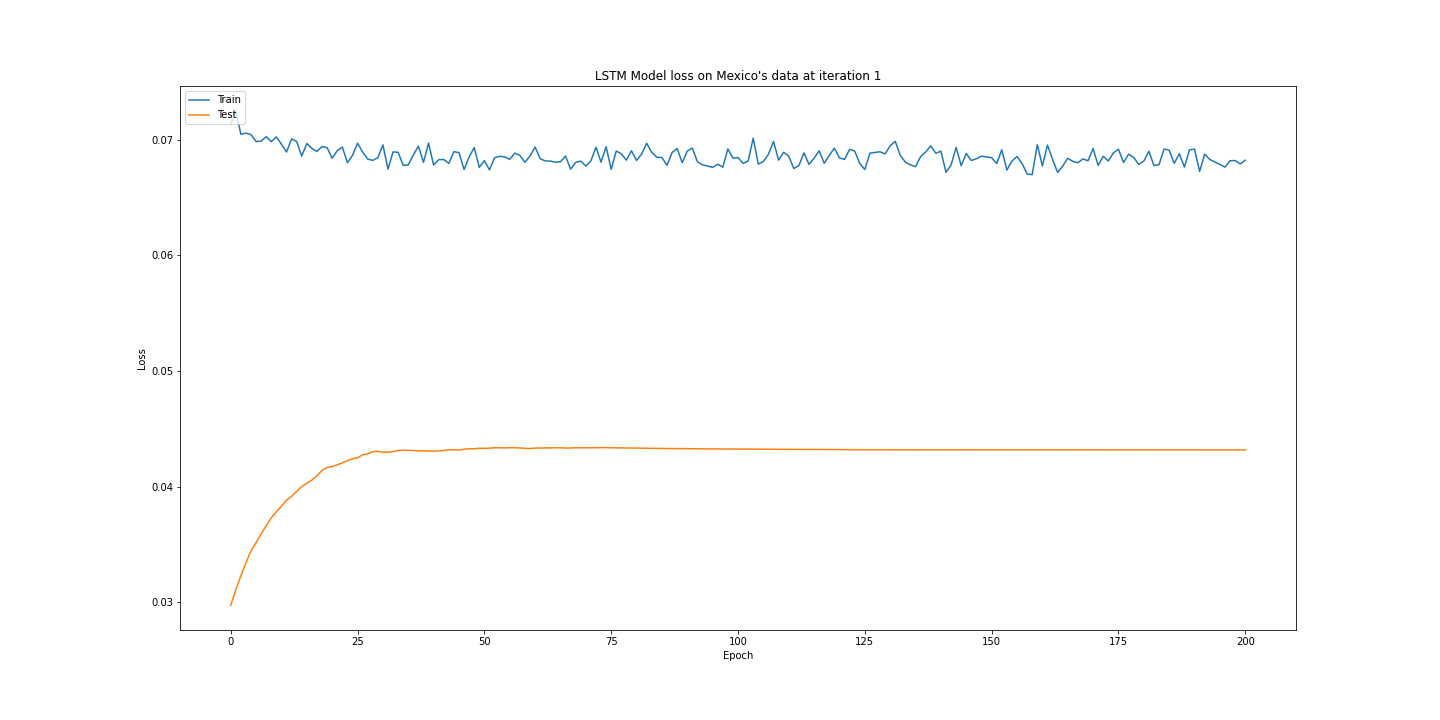 LSTM Model loss on Mexico's data at iteration 1
Train
Test
0.07
0.06
0.05
0.04
0.03
Loss
0 25 50 75 100 125 150 175 200
Epoch